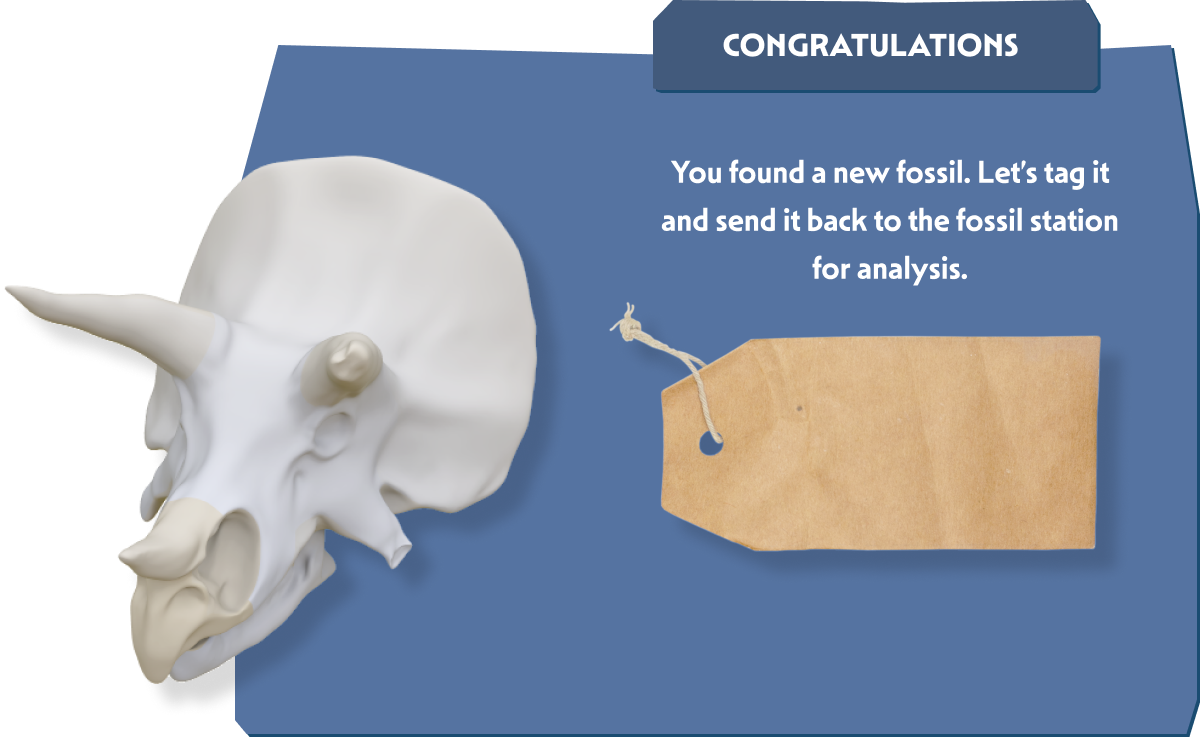 CONGRATULATIONS
You found a new fossil. Let's tag it
and send it back to the fossil station
for analysis.